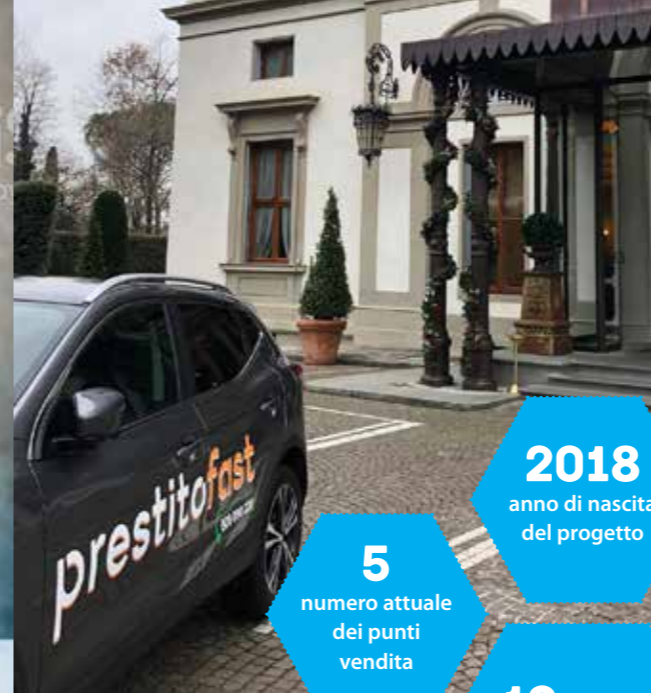 prestitofast
2018
anno di nascita
del progetto
5
numero attuale
dei punti
vendita